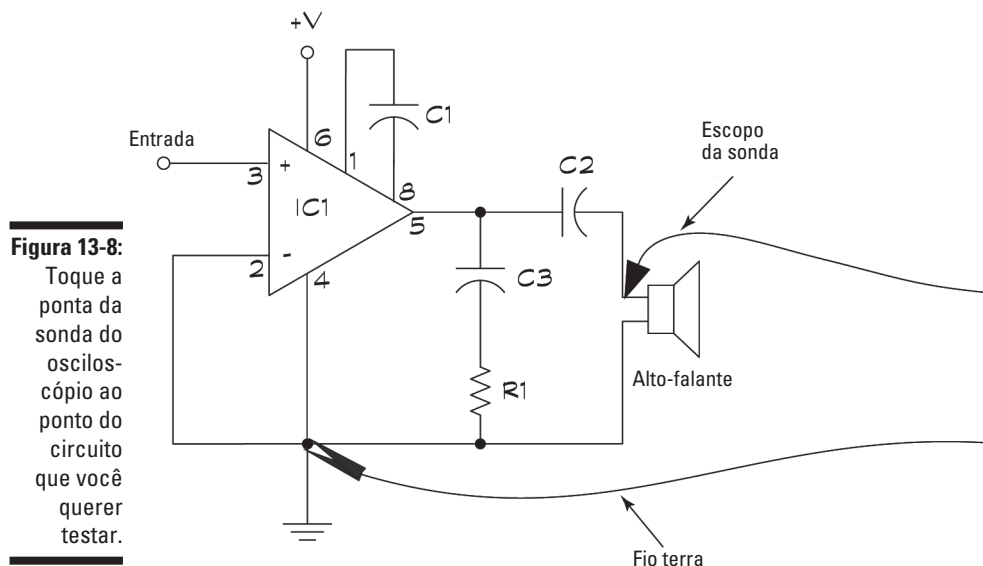 +V
6
1
C1
Entrada
3
+
IC1
8
5
C2
Escopo
da sonda
2
-
4
C3
R1
Alto-falante
Fio terra
Figura 13-8:
Toque a
ponta da
sonda do
oscilos-
cópio ao
ponto do
circuito
que você
querer
testar.